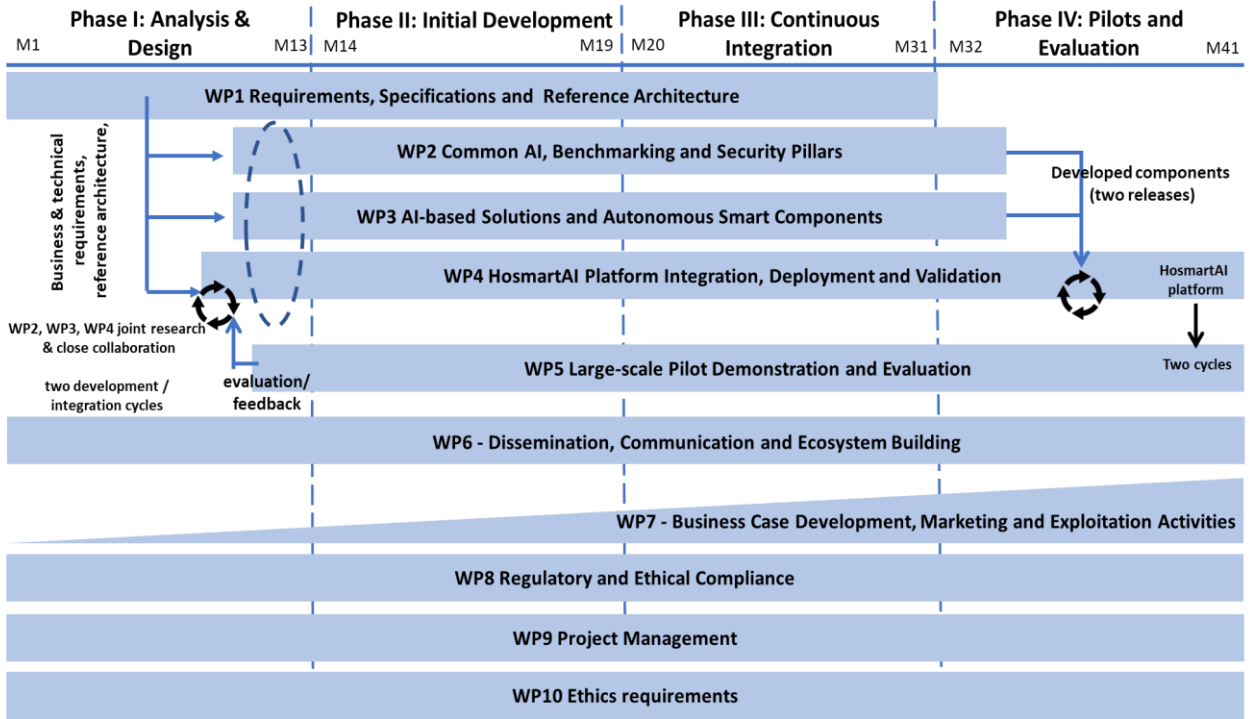 Phase I: Analysis &
Design
M1
M13
Phase II: Initial Development
M14
M19
Phase III: Continuous
Integration
M20
M31
Phase IV: Pilots and
Evaluation
M32
M41
WP1 Requirements, Specifications and Reference Architecture
Business & technical
requirements,
reference architecture,
WP2 Common AI, Benchmarking and Security Pillars
Developed components
(two releases)
WP3 AI-based Solutions and Autonomous Smart Components
WP4 HosmartAI Platform Integration, Deployment and Validation
HosmartAI
platform
WP2, WP3, WP4 joint research
& close collaboration
two development /
integration cycles
evaluation/
feedback
WP5 Large-scale Pilot Demonstration and Evaluation
Two cycles
WP6 - Dissemination, Communication and Ecosystem Building
WP7 - Business Case Development, Marketing and Exploitation Activities
WP8 Regulatory and Ethical Compliance
WP9 Project Management
WP10 Ethics requirements